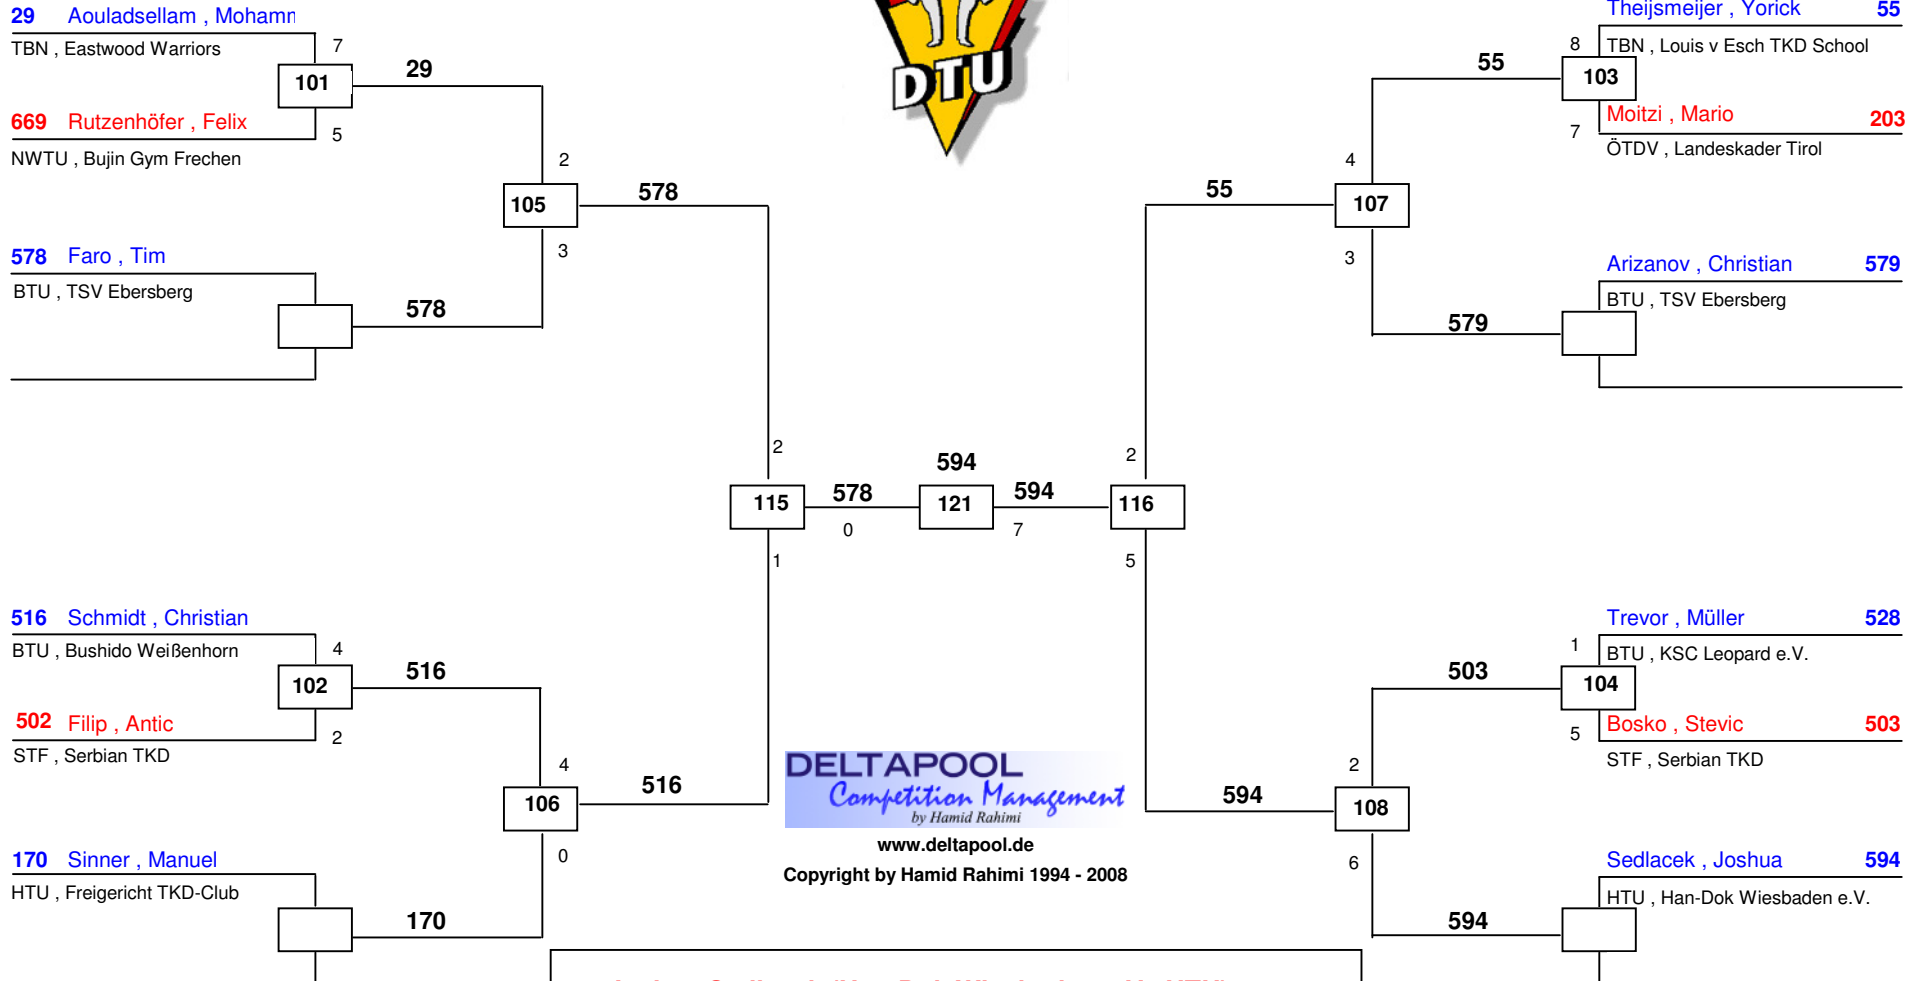 29 Aouladsellam , Mohamm
TBN , Eastwood Warriors
7
101
29
669 Rutzenhöfer , Felix
5
NWTU , Bujin Gym Frechen
2
105
578
3
578 Faro , Tim
BTU , TSV Ebersberg
578
DTU
Theijsmeijer , Yorick 55
8
TBN , Louis v Esch TKD School
55
103
Moitzi , Mario 203
7
ÖTDV , Landeskader Tirol
4
55
107
3
Arizanov , Christian 579
BTU , TSV Ebersberg
579
2
115
578
0
1
594
121
594
7
2
116
5
516 Schmidt , Christian
BTU , Bushido Weißenhorn
4
102
516
502 Filip , Antic
2
STF , Serbian TKD
4
106
516
0
170 Sinner , Manuel
HTU , Freigericht TKD-Club
170
DELTAPOOL
Competition Management
by Hamid Rahimi
www.deltapool.de
Copyright by Hamid Rahimi 1994 - 2008
Trevor , Müller 528
1
BTU , KSC Leopard e.V.
503
104
Bosko , Stevic 503
5
STF , Serbian TKD
2
594
108
6
Sedlacek , Joshua 594
HTU , Han-Dok Wiesbaden e.V.
594